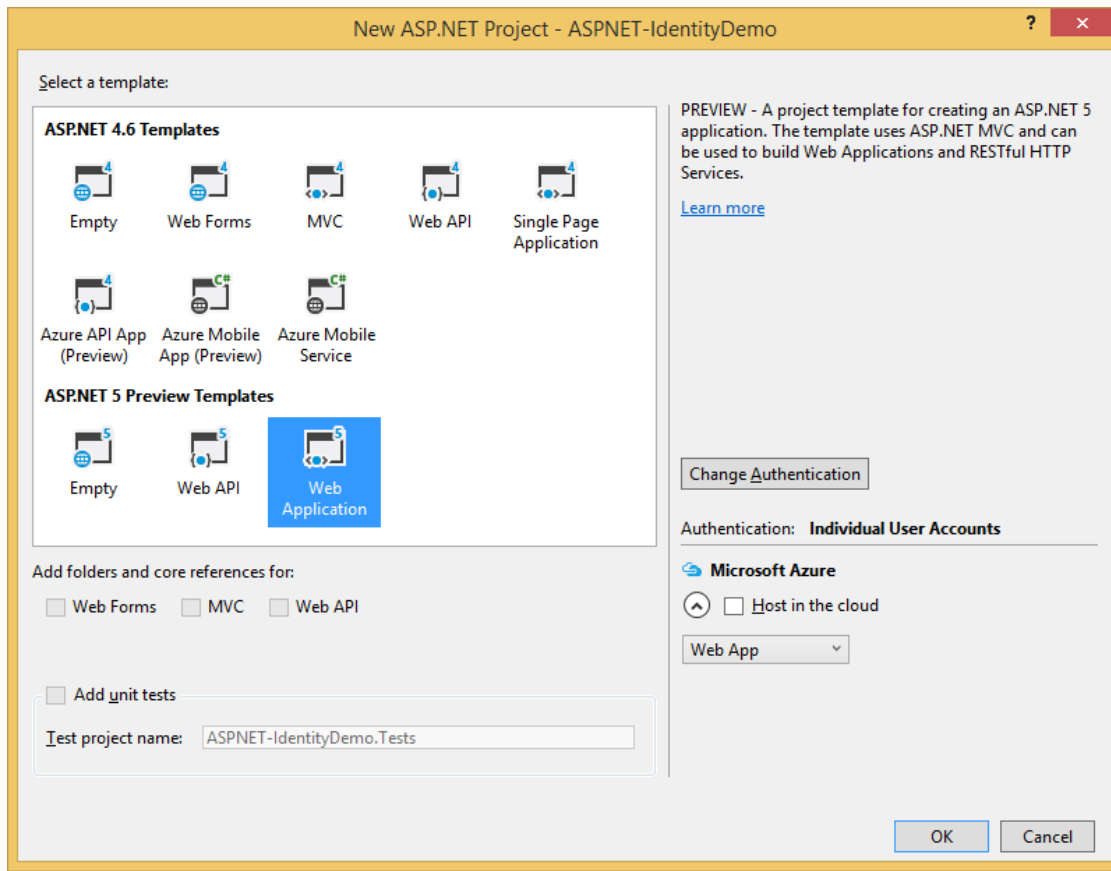 New ASP.NET Project - ASPNET-IdentityDemo
?
Select a template:
ASP.NET 4.6 Templates
4 4 4 4 4
Empty Web Forms MVC Web API Single Page
Application
4 C# C#
Azure API App Azure Mobile Azure Mobile
(Preview) App (Preview) Service
ASP.NET 5 Preview Templates
5 5 5
Empty Web API Web
Application
Add folders and core references for:
Web Forms MVC Web API
Add unit tests
Test project name: ASPNET-IdentityDemo.Tests
PREVIEW - A project template for creating an ASP.NET 5
application. The template uses ASP.NET MVC and can
be used to build Web Applications and RESTful HTTP
Services.
Learn more
Change Authentication
Authentication: Individual User Accounts
Microsoft Azure
Host in the cloud
Web App
OK Cancel